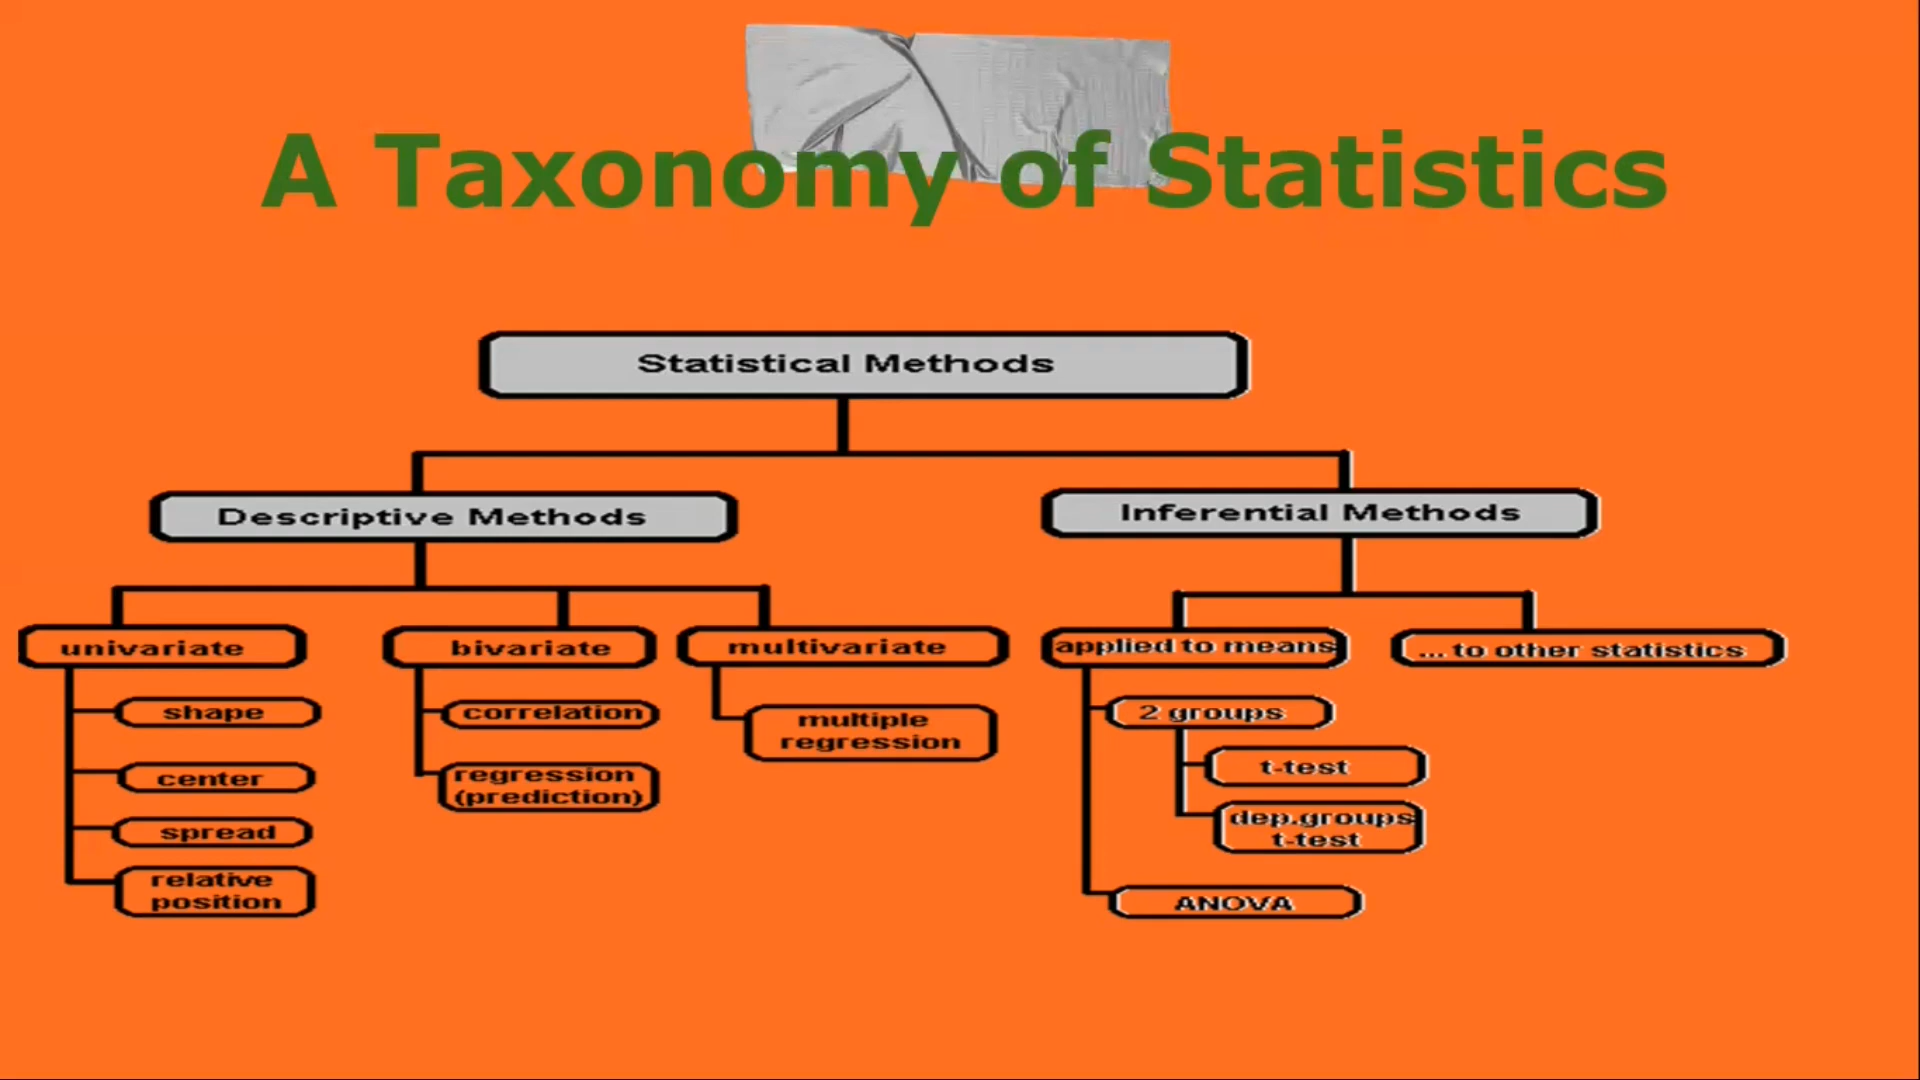 A Taxonomy of Statistics
Statistical Methods
Descriptive Methods
Inferential Methods
univariate
bivariate
multivariate
applied to means
... to other statistics
shape
center
spread
relative
position
correlation
regression
(prediction)
multiple
regression
2 groups
t-test
dep.groups
t-test
ANOVA